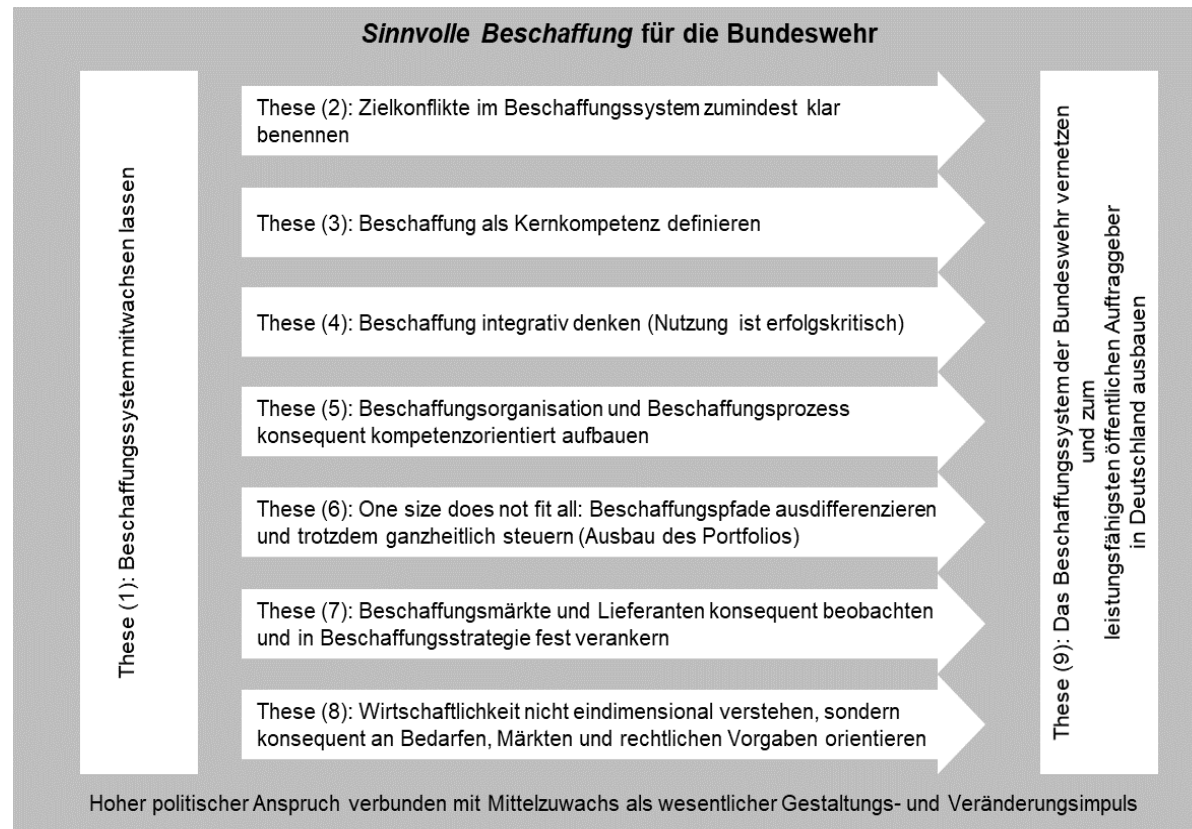 Sinnvolle Beschaffung für die Bundeswehr
These (1): Beschaffungssystem mitwachsen lassen
These (2): Zielkonflikte im Beschaffungssystem zumindest klar
benennen
These (3): Beschaffung als Kernkompetenz definieren
These (4): Beschaffung integrativ denken (Nutzung ist erfolgskritisch)
These (5): Beschaffungsorganisation und Beschaffungsprozess
konsequent kompetenzorientiert aufbauen
These (6): One size does not fit all: Beschaffungspfade ausdifferenzieren
und trotzdem ganzheitlich steuern (Ausbau des Portfolios)
These (7): Beschaffungsmärkte und Lieferanten konsequent beobachten
und in Beschaffungsstrategie fest verankern
These (8): Wirtschaftlichkeit nicht eindimensional verstehen, sondern
konsequent an Bedarfen, Märkten und rechtlichen Vorgaben orientieren
These (9): Das Beschaffungssystem der Bundeswehr vernetzen
und zum
leistungsfähigsten öffentlichen Auftraggeber
in Deutschland ausbauen
Hoher politischer Anspruch verbunden mit Mittelzuwachs als wesentlicher Gestaltungs- und Veränderungsimpuls